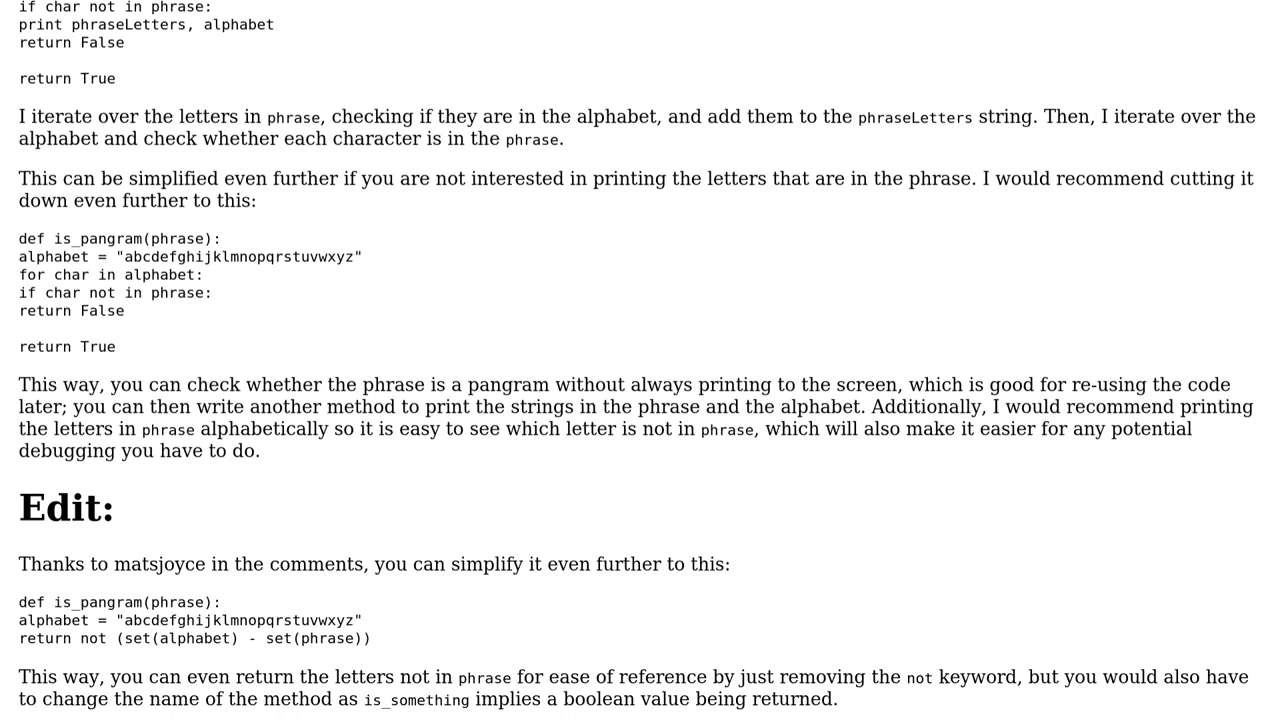 if char not in phrase:
print phraseLetters, alphabet
return False
return True
I iterate over the letters in phrase, checking if they are in the alphabet, and add them to the phraseLetters string. Then, I iterate over the
alphabet and check whether each character is in the phrase.
This can be simplified even further if you are not interested in printing the letters that are in the phrase. I would recommend cutting it
down even further to this:
def is_pangram(phrase):
alphabet = "abcdefghijklmnopqrstuvwxyz"
for char in alphabet:
if char not in phrase:
return False
return True
This way, you can check whether the phrase is a pangram without always printing to the screen, which is good for re-using the code
later; you can then write another method to print the strings in the phrase and the alphabet. Additionally, I would recommend printing
the letters in phrase alphabetically so it is easy to see which letter is not in phrase, which will also make it easier for any potential
debugging you have to do.
Edit:
Thanks to matsjoyce in the comments, you can simplify it even further to this:
def is_pangram(phrase):
alphabet = "abcdefghijklmnopqrstuvwxyz"
return not (set(alphabet) - set(phrase))
This way, you can even return the letters not in phrase for ease of reference by just removing the not keyword, but you would also have
to change the name of the method as is_something implies a boolean value being returned.